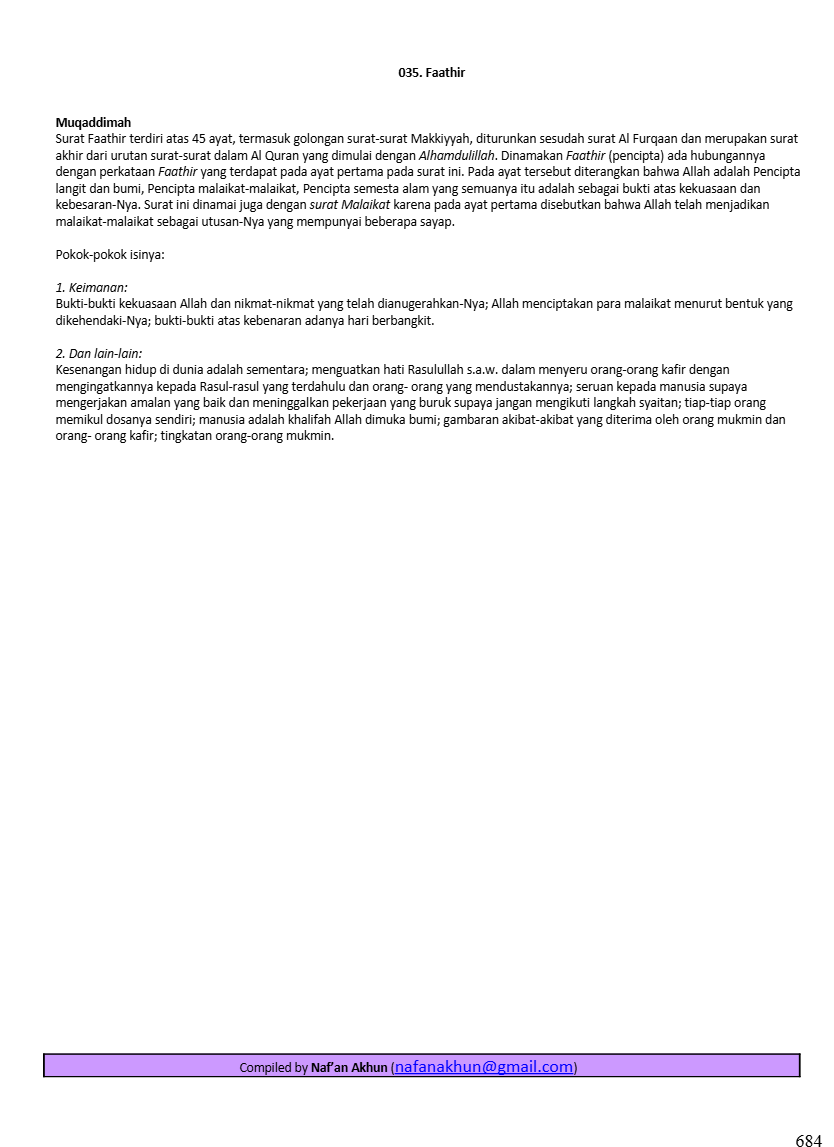 035. Faathir
Muqaddimah
Surat Faathir terdiri atas 45 ayat, termasuk golongan surat-surat Makkiyyah, diturunkan sesudah surat Al Furqaan dan merupakan surat
akhir dari urutan surat-surat dalam Al Quran yang dimulai dengan Alhamdulillah. Dinamakan Faathir (pencipta) ada hubungannya
dengan perkataan Faathir yang terdapat pada ayat pertama pada surat ini. Pada ayat tersebut diterangkan bahwa Allah adalah Pencipta
langit dan bumi, Pencipta malaikat-malaikat, Pencipta semesta alam yang semuanya itu adalah sebagai bukti atas kekuasaan dan
kebesaran-Nya. Surat ini dinamai juga dengan surat Malaikat karena pada ayat pertama disebutkan bahwa Allah telah menjadikan
malaikat-malaikat sebagai utusan-Nya yang mempunyai beberapa sayap.
Pokok-pokok isinya:
1. Keimanan:
Bukti-bukti kekuasaan Allah dan nikmat-nikmat yang telah dianugerahkan-Nya; Allah menciptakan para malaikat menurut bentuk yang
dikehendaki-Nya; bukti-bukti atas kebenaran adanya hari berbangkit.
2. Dan lain-lain:
Kesenangan hidup di dunia adalah sementara; menguatkan hati Rasulullah s.a.w. dalam menyeru orang-orang kafir dengan
mengingatkannya kepada Rasul-rasul yang terdahulu dan orang- orang yang mendustakannya; seruan kepada manusia supaya
mengerjakan amalan yang baik dan meninggalkan pekerjaan yang buruk supaya jangan mengikuti langkah syaitan; tiap-tiap orang
memikul dosanya sendiri; manusia adalah khalifah Allah dimuka bumi; gambaran akibat-akibat yang diterima oleh orang mukmin dan
orang- orang kafir; tingkatan orang-orang mukmin.
Compiled by Naf’an Akhun (nafanakhun@gmail.com)
684